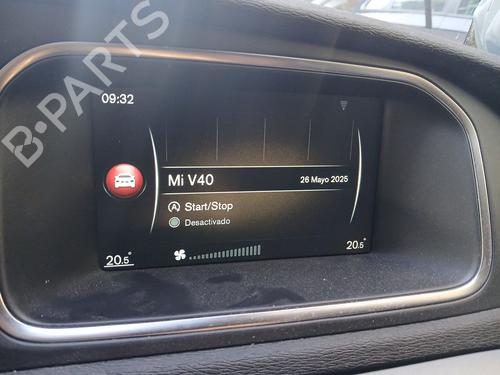 B-PARTS
09:32
Mi V40 26 Mayo 2025
Start/Stop
Desactivado
20.5° 20.5°